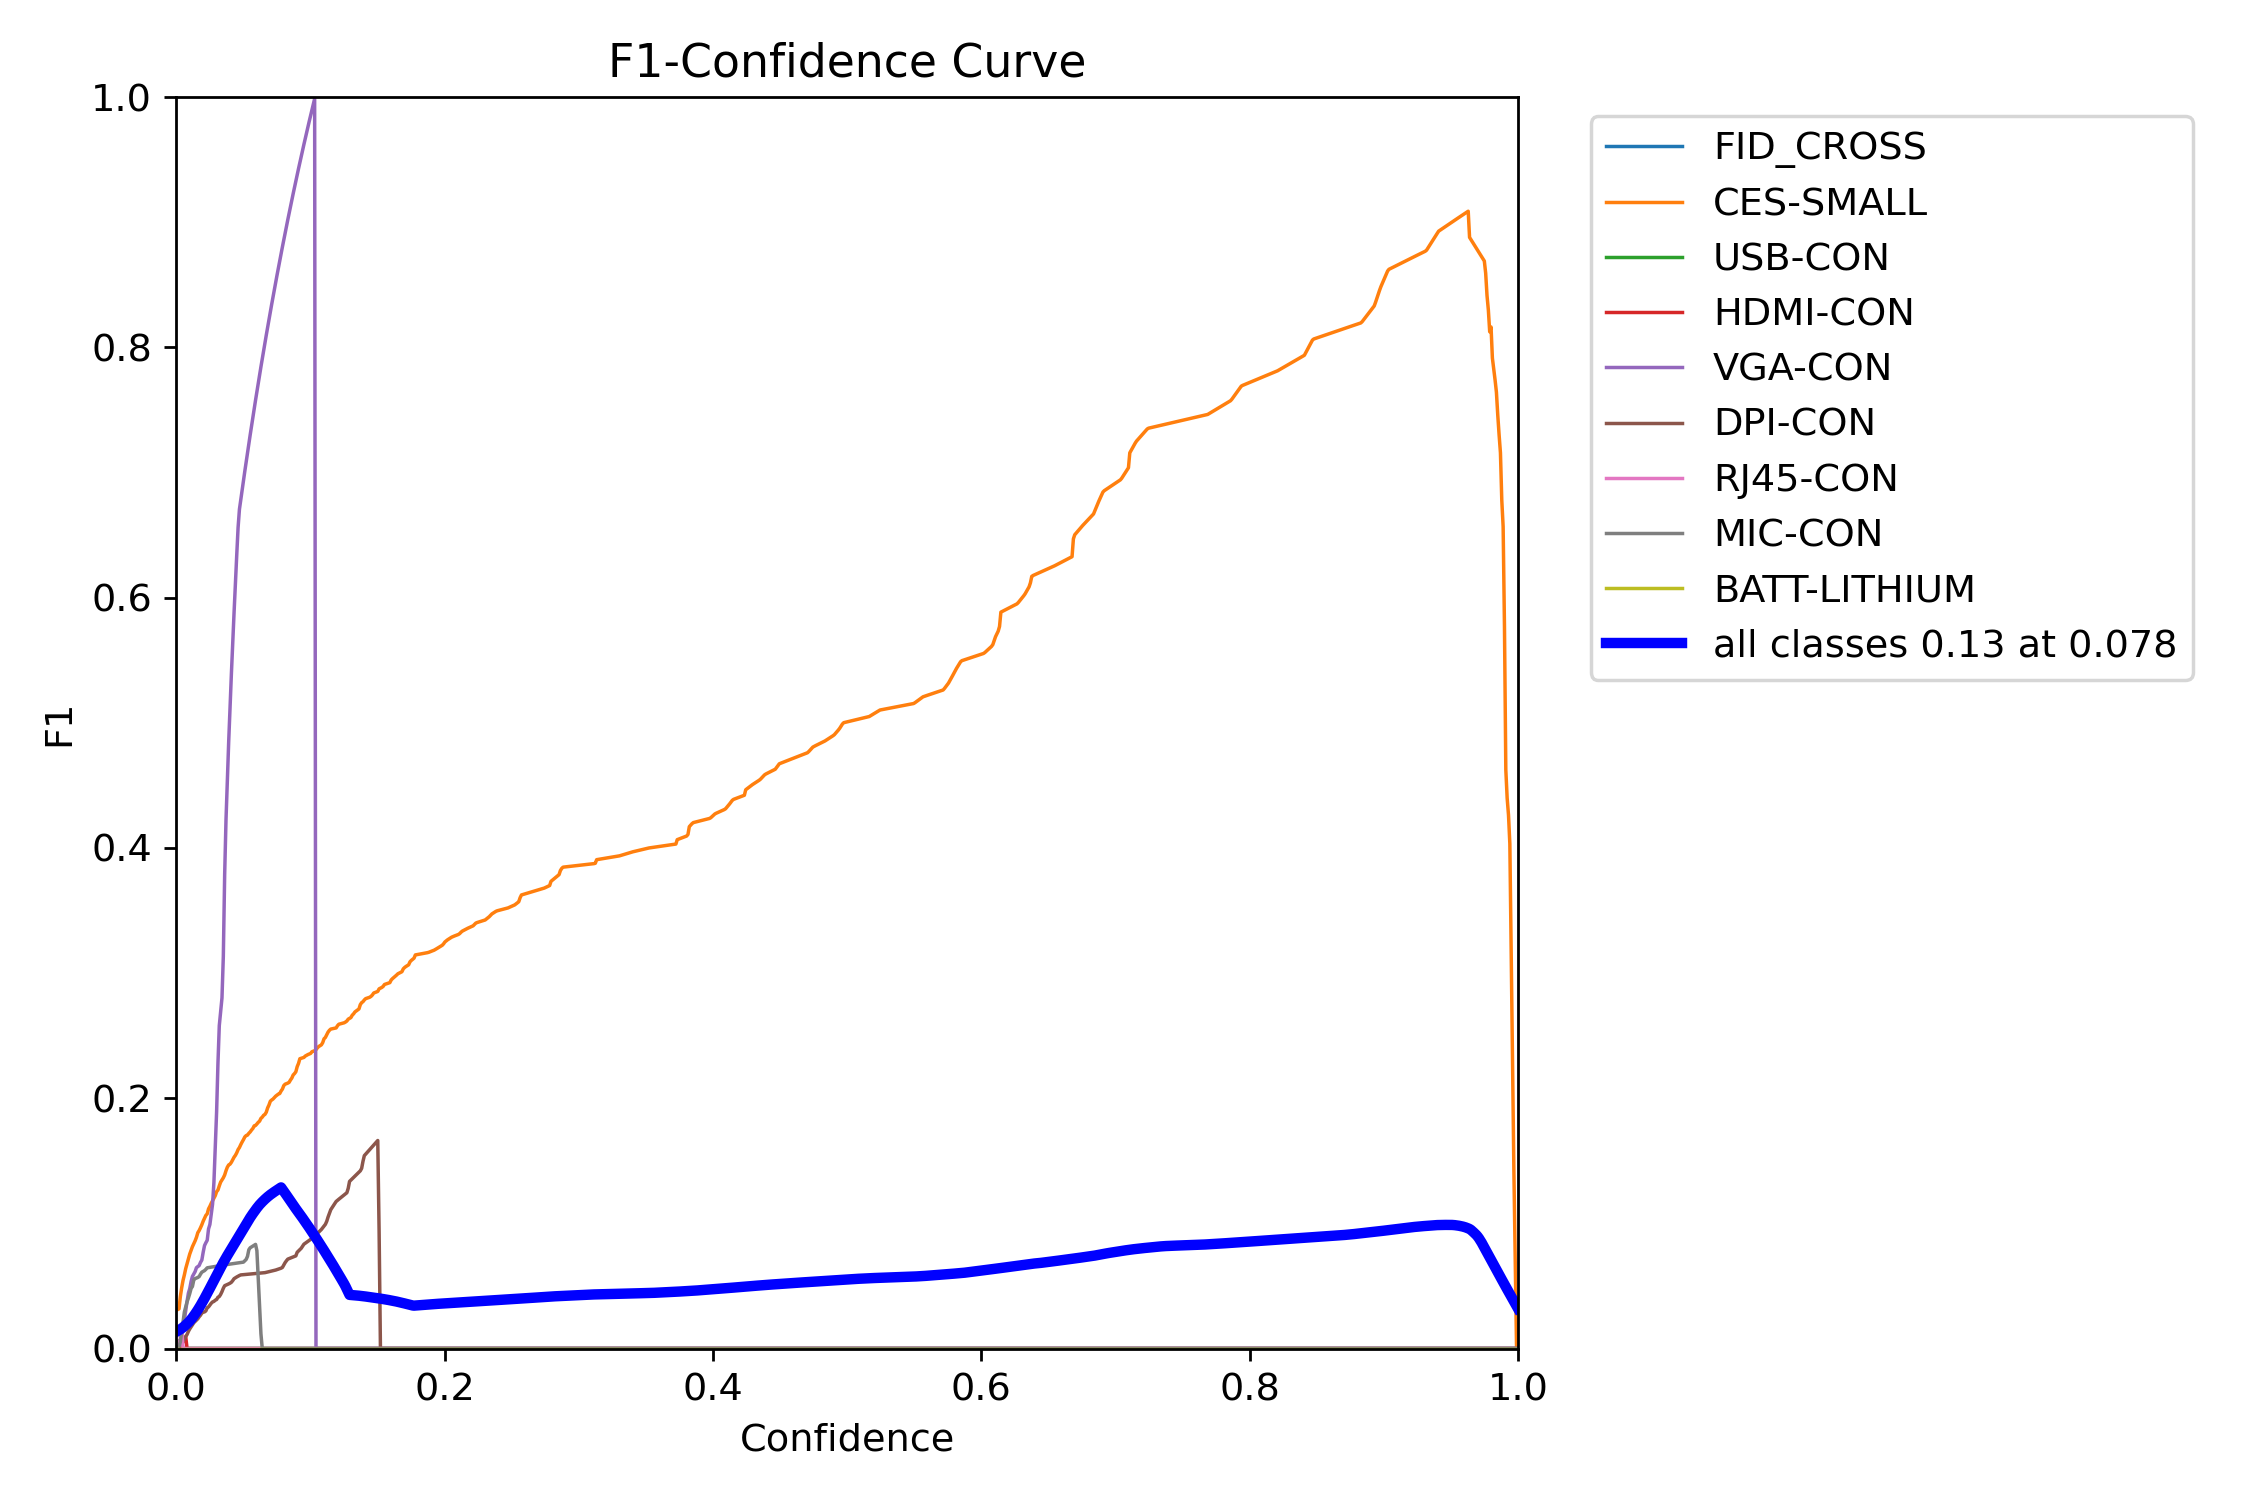 F1-Confidence Curve
1.0
0.8
0.6
0.4
0.2
0.0
F1
0.0 0.2 0.4 0.6 0.8 1.0
Confidence
FID_CROSS
CES-SMALL
USB-CON
HDMI-CON
VGA-CON
DPI-CON
RJ45-CON
MIC-CON
BATT-LITHIUM
all classes 0.13 at 0.078